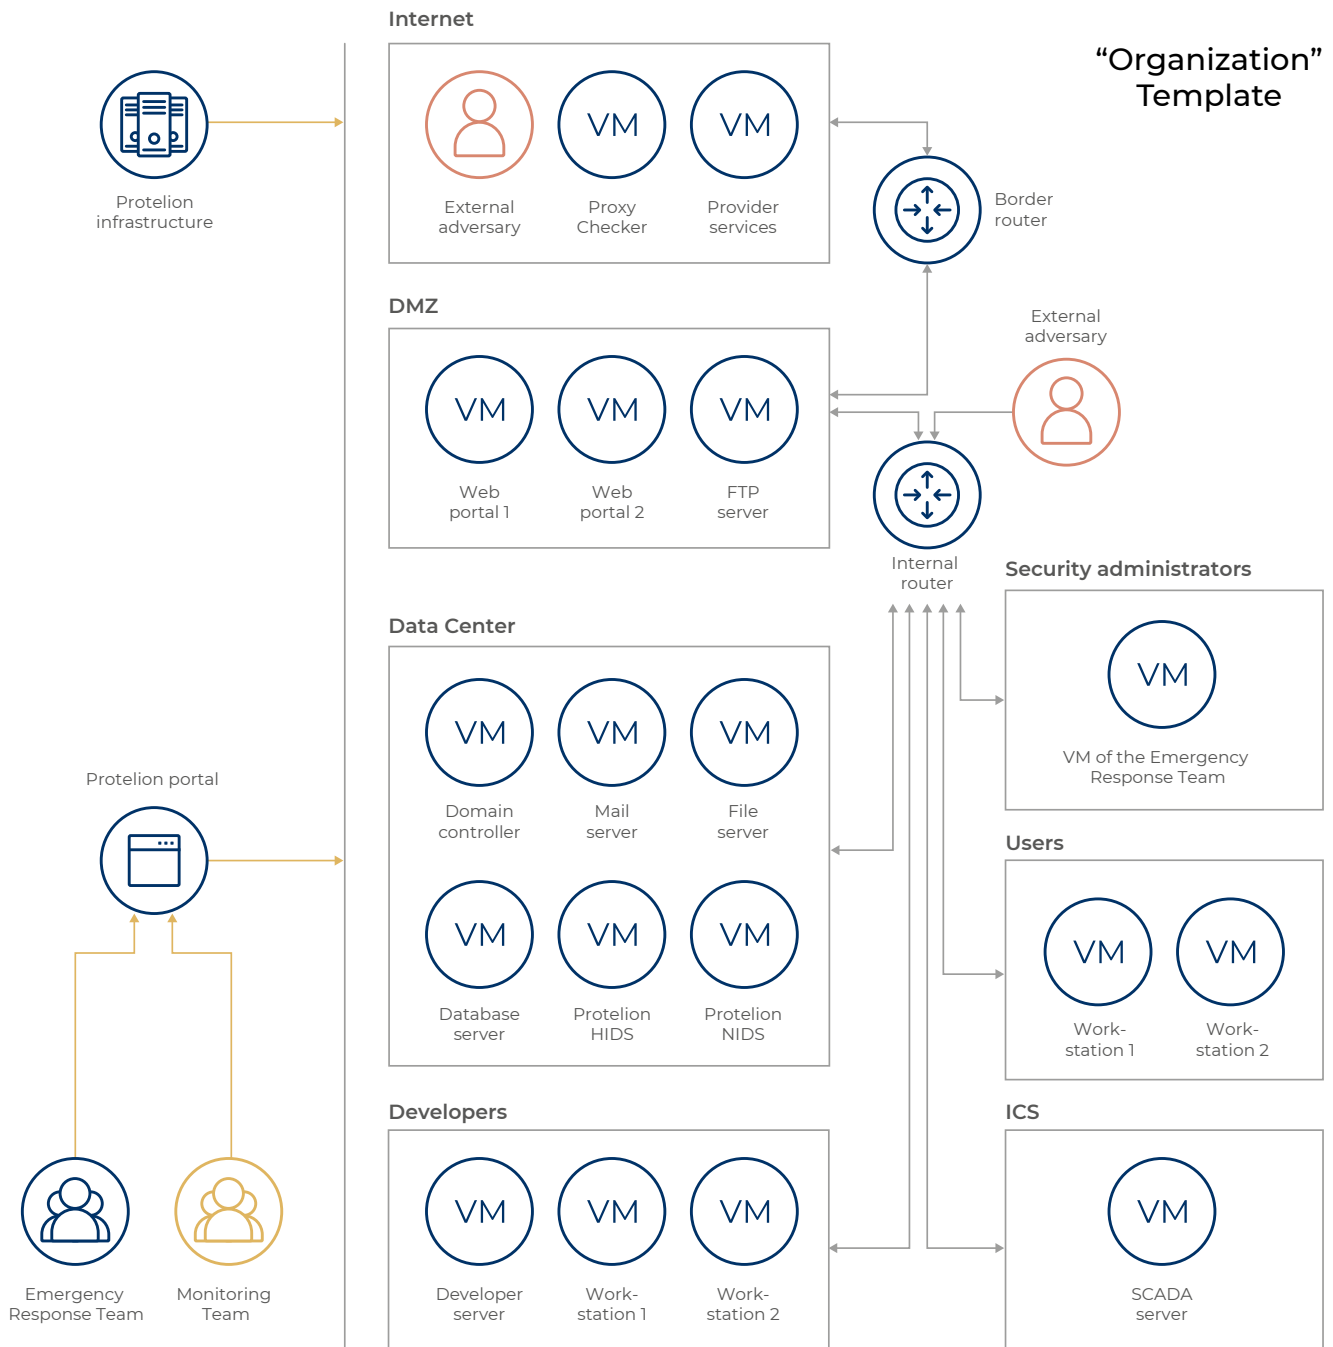 “Organization”
Template
Internet
Protelion
infrastructure
VM
VM
External
adversary
Proxy
Checker
Provider
services
Border
router
DMZ
VM
VM
VM
Web
portal 1
Web
portal 2
FTP
server
External
adversary
Internal
router
Security administrators
VM
VM of the Emergency
Response Team
Data Center
VM
VM
VM
Domain
controller
Mail
server
File
server
VM
VM
VM
Database
server
Protelion
HIDS
Protelion
NIDS
Protelion portal
Users
VM
VM
Work-
station 1
Work-
station 2
Developers
VM
VM
VM
Developer
server
Work-
station 1
Work-
station 2
ICS
VM
SCADA
server
Emergency
Response Team
Monitoring
Team